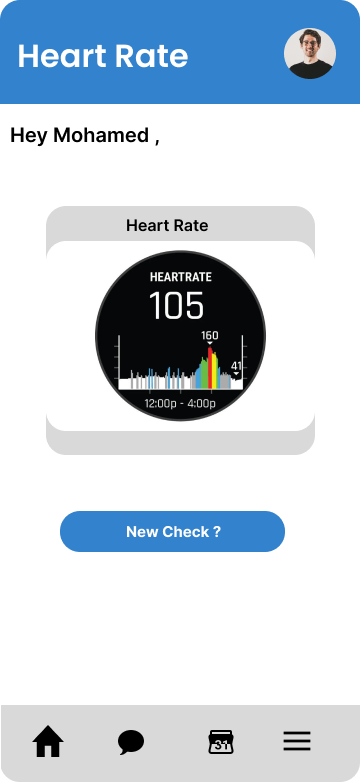 Heart Rate
Hey Mohamed ,
Heart Rate
HEARTRATE
105
160
41
12:00p - 4:00p
New Check ?
31